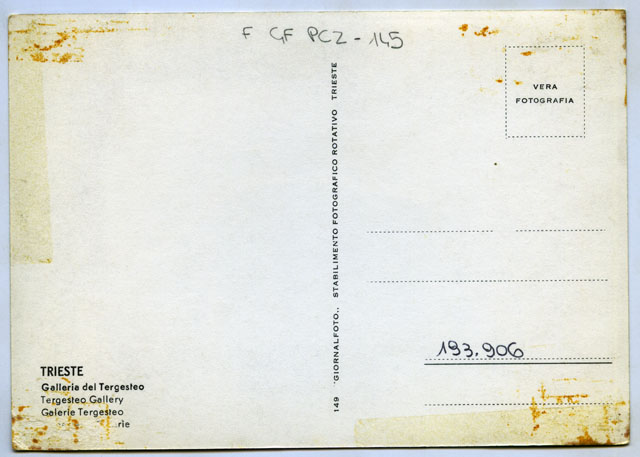 F GF PCZ - 145
VERA
FOTOGRAFIA
149 "GIORNALFOTO,, STABILIMENTO FOTOGRAFICO ROTATIVO TRIESTE
193.906
TRIESTE
Galleria del Tergesteo
Tergesteo Gallery
Galerie Tergesteo